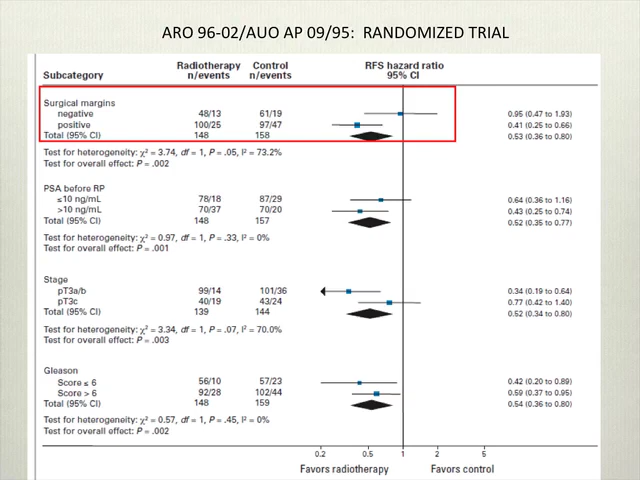 ARO 96-02/AUO AP 09/95: RANDOMIZED TRIAL
Radiotherapy Control RFS hazard ratio
Subcategory n/events n/events 95% CI
Surgical margins
negative 48/13 61/19 0.95 (0.47 to 1.93)
positive 100/25 97/47 0.41 (0.25 to 0.66)
Total (95% CI) 148 158 0.53 (0.36 to 0.80)
Test for heterogeneity: χ² = 3.74, df = 1, P = .05, I² = 73.2%
Test for overall effect: P = .002
PSA before RP
≤10 ng/mL 78/18 87/29 0.64 (0.36 to 1.16)
>10 ng/mL 70/37 70/20 0.43 (0.25 to 0.74)
Total (95% CI) 148 157 0.52 (0.35 to 0.77)
Test for heterogeneity: χ² = 0.97, df = 1, P = .33, I² = 0%
Test for overall effect: P = .001
Stage
pT3a/b 99/14 101/36 0.34 (0.19 to 0.64)
pT3c 40/19 43/24 0.77 (0.42 to 1.40)
Total (95% CI) 139 144 0.52 (0.34 to 0.80)
Test for heterogeneity: χ² = 3.34, df = 1, P = .07, I² = 70.0%
Test for overall effect: P = .003
Gleason
Score ≤ 6 56/10 57/23 0.42 (0.20 to 0.89)
Score > 6 92/28 102/44 0.59 (0.37 to 0.95)
Total (95% CI) 148 159 0.54 (0.36 to 0.80)
Test for heterogeneity: χ² = 0.57, df = 1, P = .45, I² = 0%
Test for overall effect: P = .002
0.2 0.5 1 2 5
Favors radiotherapy Favors control